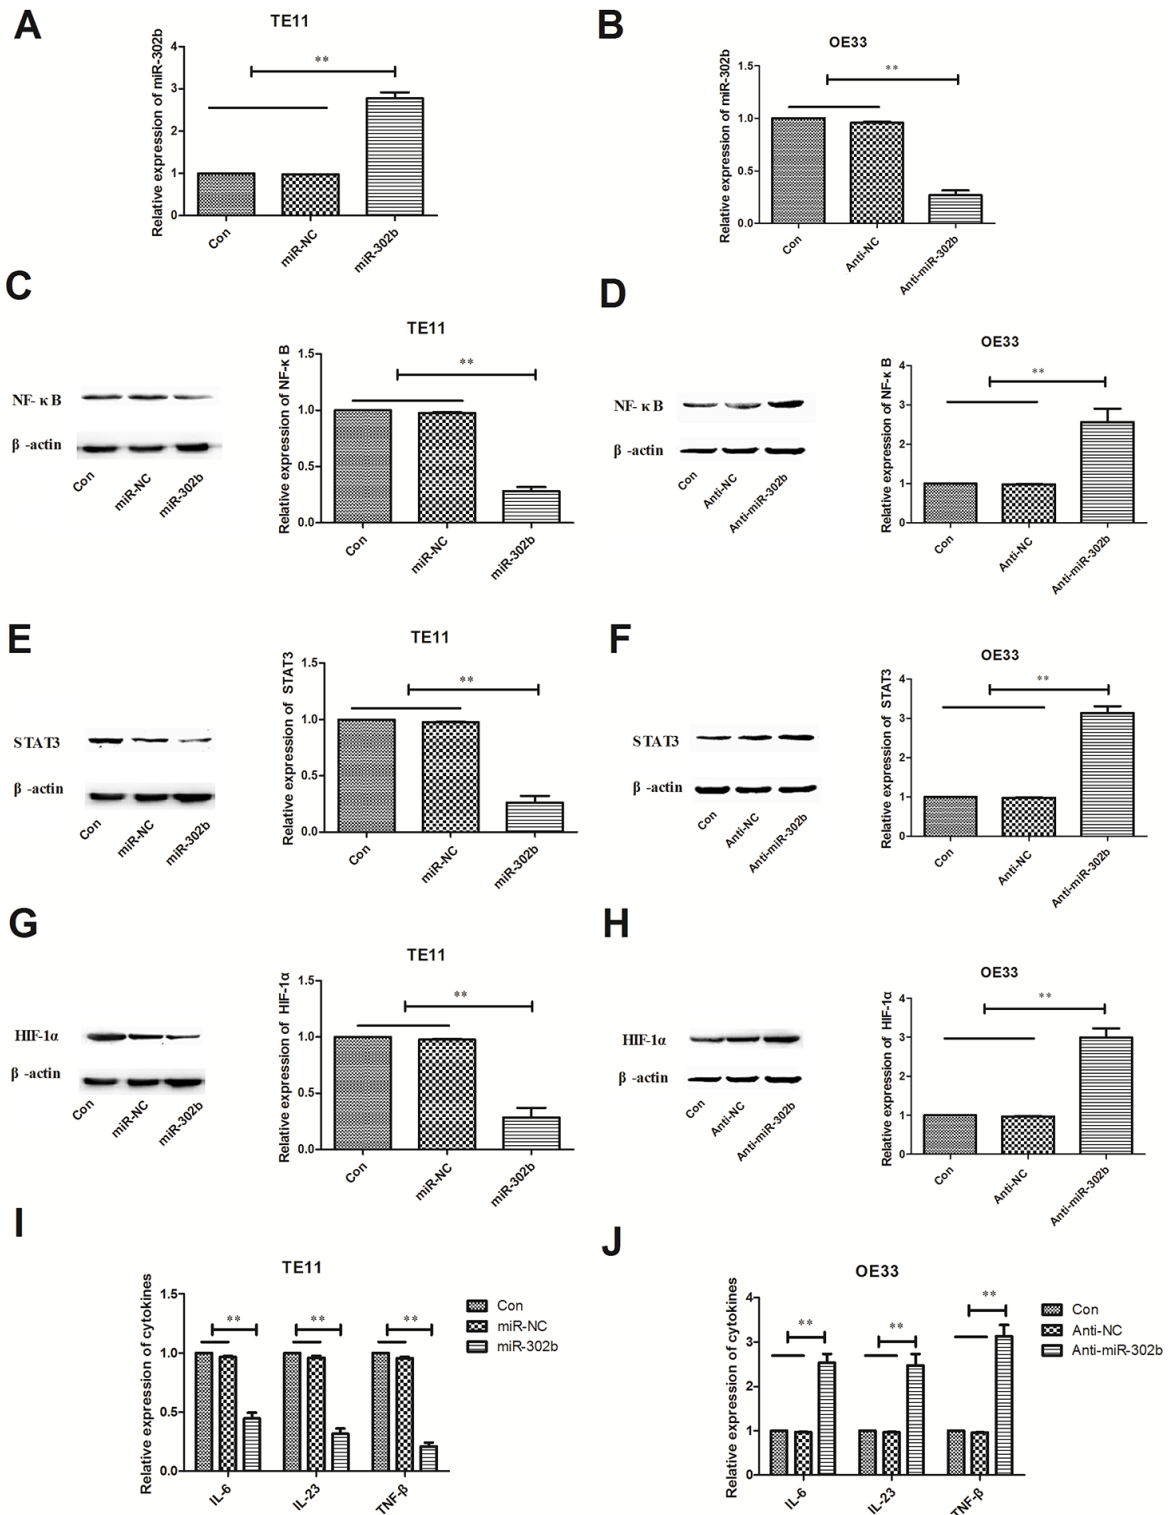 A
TE11
Relative expression of miR-302b
4
3
2
1
0
**
Con
miR-NC
miR-302b
B
OE33
Relative expression of miR-302b
1.5
1.0
0.5
0.0
**
Con
Anti-NC
Anti-miR-302b
C
NF- κ B
β -actin
Con
miR-NC
miR-302b
TE11
Relative expression of NF-κ B
1.5
1.0
0.5
0.0
**
Con
miR-NC
miR-302b
D
NF- κ B
β -actin
Con
Anti-NC
Anti-miR-302b
OE33
Relative expression of NF-κ B
4
3
2
1
0
**
Con
Anti-NC
Anti-miR-302b
E
STAT3
β -actin
Con
miR-NC
miR-302b
TE11
Relative expression of STAT3
1.5
1.0
0.5
0.0
**
Con
miR-NC
miR-302b
F
STAT3
β -actin
Con
Anti-NC
Anti-miR-302b
OE33
Relative expression of STAT3
4
3
2
1
0
**
Con
Anti-NC
Anti-miR-302b
G
HIF-1α
β -actin
Con
miR-NC
miR-302b
TE11
Relative expression of HIF-1α
1.5
1.0
0.5
0.0
**
Con
miR-NC
miR-302b
H
HIF-1α
β -actin
Con
Anti-NC
Anti-miR-302b
OE33
Relative expression of HIF-1α
4
3
2
1
0
**
Con
Anti-NC
Anti-miR-302b
I
TE11
Relative expression of cytokines
1.5
1.0
0.5
0.0
** ** **
IL-6
IL-23
TNF-β
Con
miR-NC
miR-302b
J
OE33
Relative expression of cytokines
4
3
2
1
0
** ** **
IL-6
IL-23
TNF-β
Con
Anti-NC
Anti-miR-302b